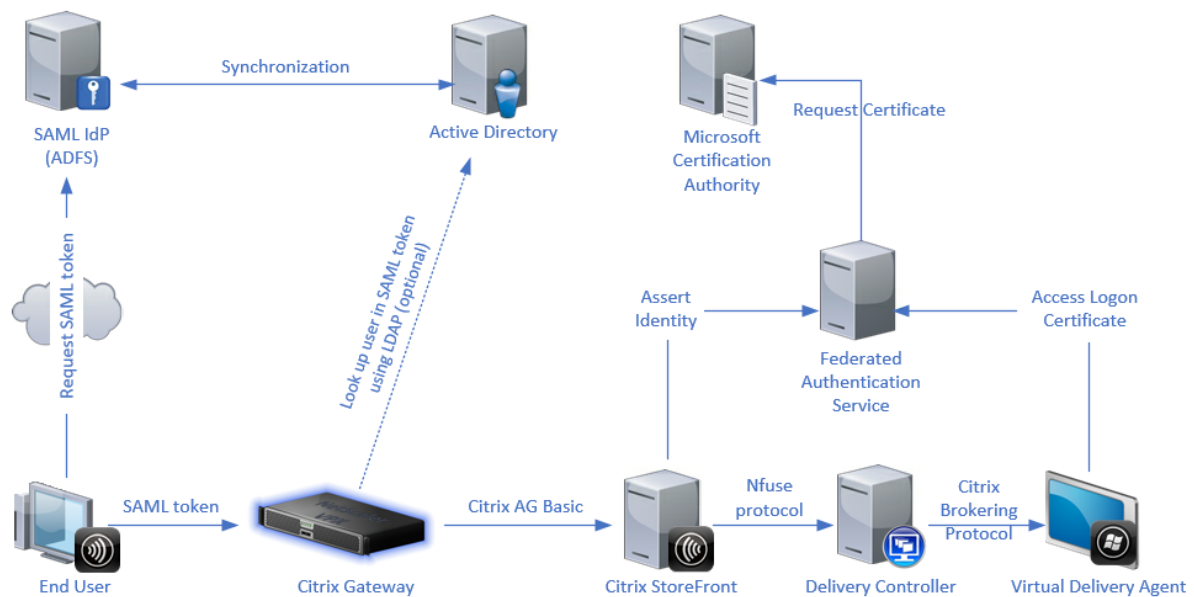 Synchronization
SAML IdP
(ADFS)
Active Directory
Microsoft
Certification
Authority
Request Certificate
Request SAML token
Look up user in SAML token
using LDAP (optional)
Assert
Identity
Access Logon
Certificate
Federated
Authentication
Service
SAML token
Citrix AG Basic
Nfuse
protocol
Citrix
Brokering
Protocol
End User
Citrix Gateway
Citrix StoreFront
Delivery Controller
Virtual Delivery Agent